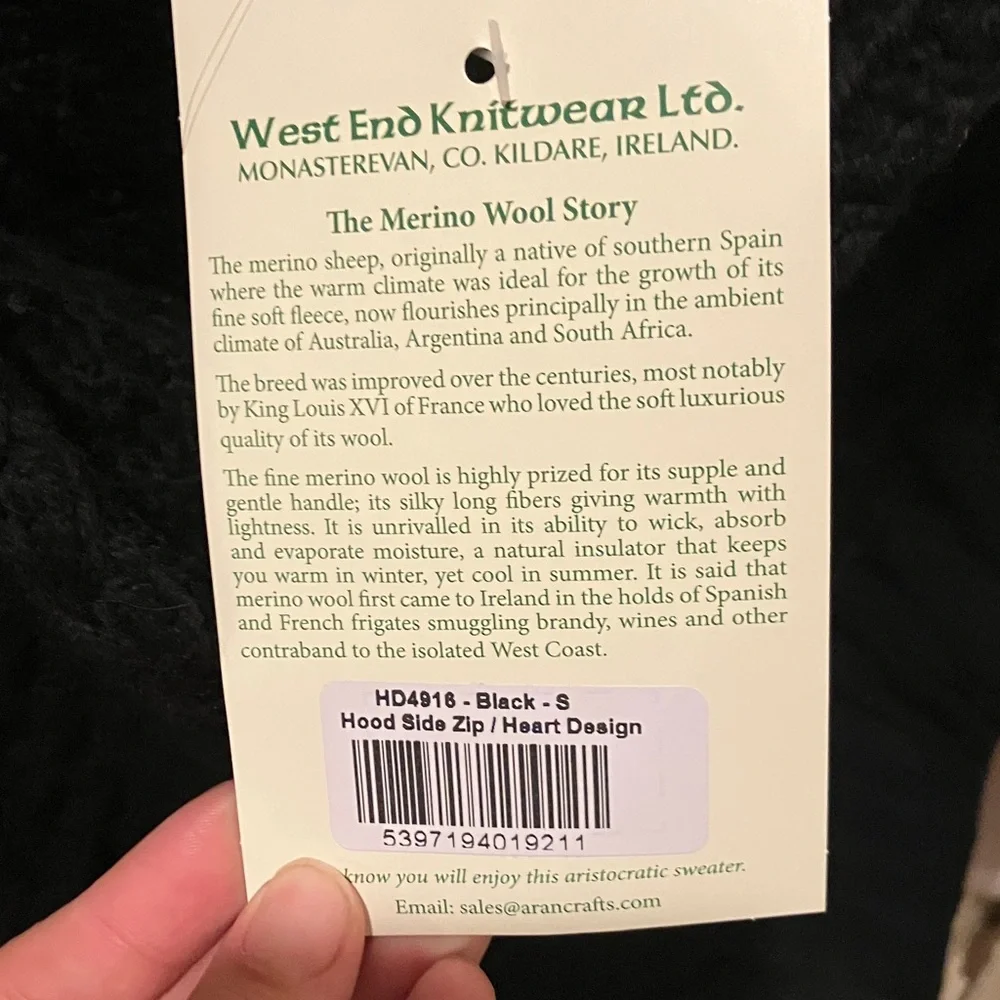 West End Knitwear Ltd.
MONASTEREVAN, CO. KILDARE, IRELAND.
The Merino Wool Story
The merino sheep, originally a native of southern Spain
where the warm climate was ideal for the growth of its
fine soft fleece, now flourishes principally in the ambient
climate of Australia, Argentina and South Africa.
The breed was improved over the centuries, most notably
by King Louis XVI of France who loved the soft luxurious
quality of its wool.
The fine merino wool is highly prized for its supple and
gentle handle; its silky long fibers giving warmth with
lightness. It is unrivalled in its ability to wick, absorb
and evaporate moisture, a natural insulator that keeps
you warm in winter, yet cool in summer. It is said that
merino wool first came to Ireland in the holds of Spanish
and French frigates smuggling brandy, wines and other
contraband to the isolated West Coast.
HD4916 - Black - S
Hood Side Zip / Heart Design
5397194019211
know you will enjoy this aristocratic sweater.
Email: sales@arancrafts.com